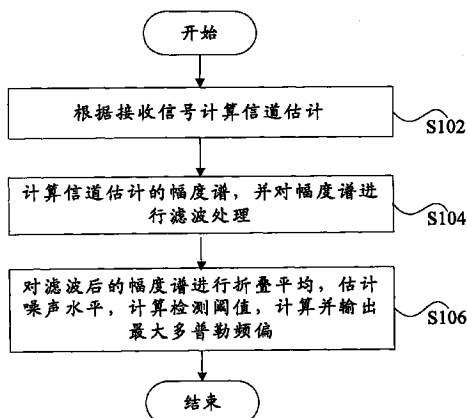 开始
根据接收信号计算信道估计
S102
计算信道估计的幅度谱，并对幅度谱进
行滤波处理
S104
对滤波后的幅度谱进行折叠平均，估计
噪声水平，计算检测阈值，计算并输出
最大多普勒频偏
S106
结束